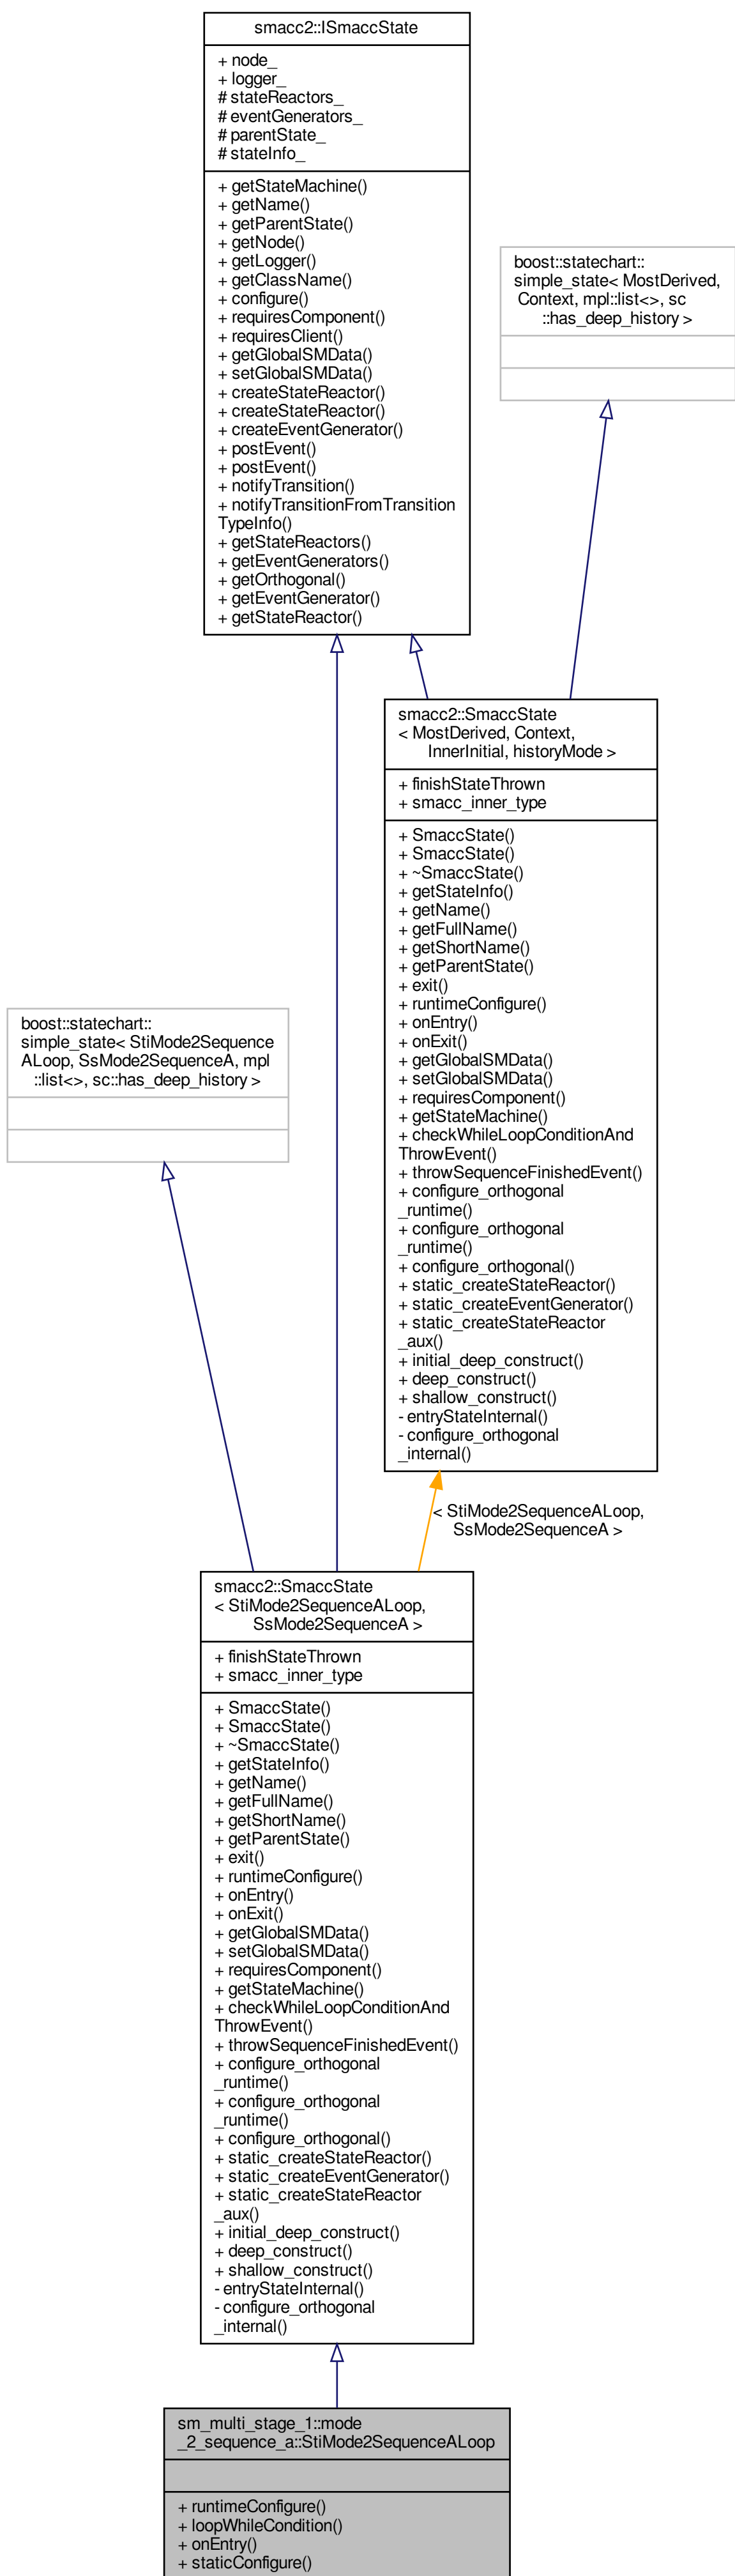 smacc2::ISmaccState
+ node_
+ logger_
# stateReactors_
# eventGenerators_
# parentState_
# stateInfo_
+ getStateMachine()
+ getName()
+ getParentState()
+ getNode()
+ getLogger()
+ getClassName()
+ configure()
+ requiresComponent()
+ requiresClient()
+ getGlobalSMData()
+ setGlobalSMData()
+ createStateReactor()
+ createStateReactor()
+ createEventGenerator()
+ postEvent()
+ postEvent()
+ notifyTransition()
+ notifyTransitionFromTransition
TypeInfo()
+ getStateReactors()
+ getEventGenerators()
+ getOrthogonal()
+ getEventGenerator()
+ getStateReactor()
boost::statechart::
simple_state< MostDerived,
Context, mpl::list<>, sc
::has_deep_history >
smacc2::SmaccState
< MostDerived, Context,
InnerInitial, historyMode >
+ finishStateThrown
+ smacc_inner_type
+ SmaccState()
+ SmaccState()
+ ~SmaccState()
+ getStateInfo()
+ getName()
+ getFullName()
+ getShortName()
+ getParentState()
+ exit()
+ runtimeConfigure()
+ onEntry()
+ onExit()
+ getGlobalSMData()
+ setGlobalSMData()
+ requiresComponent()
+ getStateMachine()
+ checkWhileLoopConditionAnd
ThrowEvent()
+ throwSequenceFinishedEvent()
+ configure_orthogonal
_runtime()
+ configure_orthogonal
_runtime()
+ configure_orthogonal()
+ static_createStateReactor()
+ static_createEventGenerator()
+ static_createStateReactor
_aux()
+ initial_deep_construct()
+ deep_construct()
+ shallow_construct()
- entryStateInternal()
- configure_orthogonal
_internal()
boost::statechart::
simple_state< StiMode2Sequence
ALoop, SsMode2SequenceA, mpl
::list<>, sc::has_deep_history >
< StiMode2SequenceALoop,
SsMode2SequenceA >
smacc2::SmaccState
< StiMode2SequenceALoop,
SsMode2SequenceA >
+ finishStateThrown
+ smacc_inner_type
+ SmaccState()
+ SmaccState()
+ ~SmaccState()
+ getStateInfo()
+ getName()
+ getFullName()
+ getShortName()
+ getParentState()
+ exit()
+ runtimeConfigure()
+ onEntry()
+ onExit()
+ getGlobalSMData()
+ setGlobalSMData()
+ requiresComponent()
+ getStateMachine()
+ checkWhileLoopConditionAnd
ThrowEvent()
+ throwSequenceFinishedEvent()
+ configure_orthogonal
_runtime()
+ configure_orthogonal
_runtime()
+ configure_orthogonal()
+ static_createStateReactor()
+ static_createEventGenerator()
+ static_createStateReactor
_aux()
+ initial_deep_construct()
+ deep_construct()
+ shallow_construct()
- entryStateInternal()
- configure_orthogonal
_internal()
sm_multi_stage_1::mode
_2_sequence_a::StiMode2SequenceALoop
+ runtimeConfigure()
+ loopWhileCondition()
+ onEntry()
+ staticConfigure()